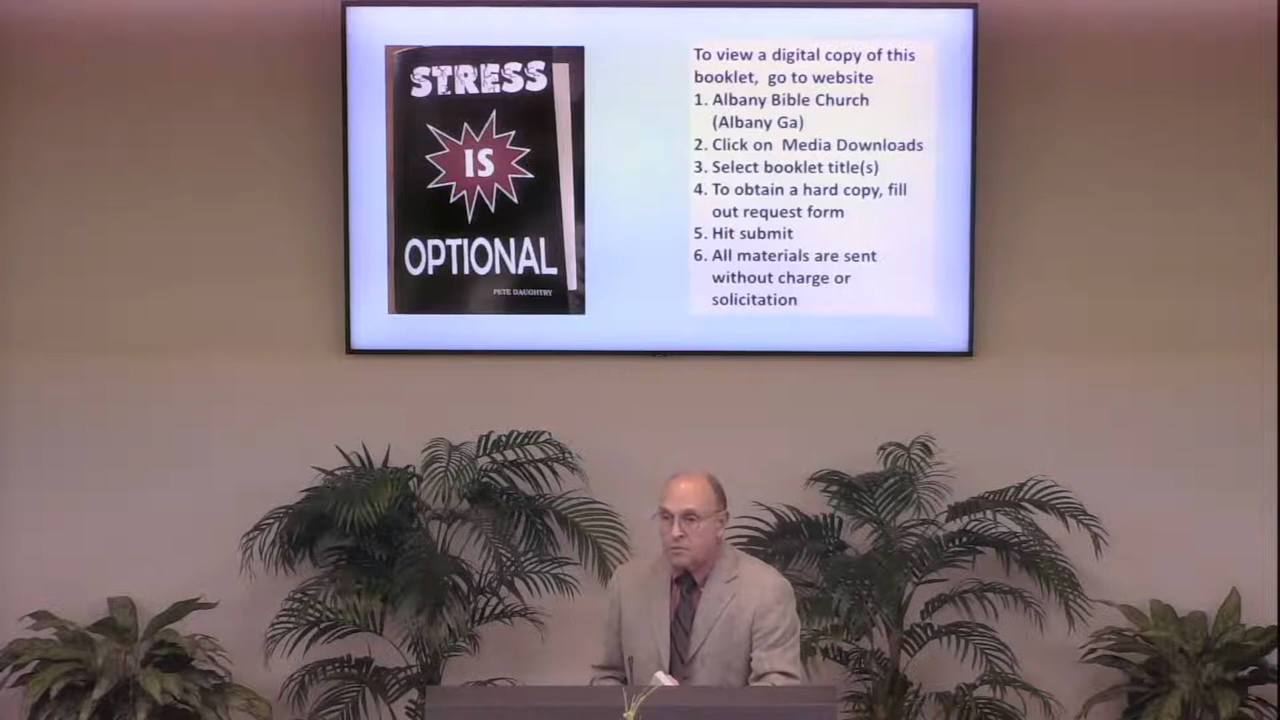 STRESS
IS
OPTIONAL
PETE DAUGHTRY
To view a digital copy of this
booklet, go to website
1. Albany Bible Church
(Albany Ga)
2. Click on Media Downloads
3. Select booklet title(s)
4. To obtain a hard copy, fill
out request form
5. Hit submit
6. All materials are sent
without charge or
solicitation